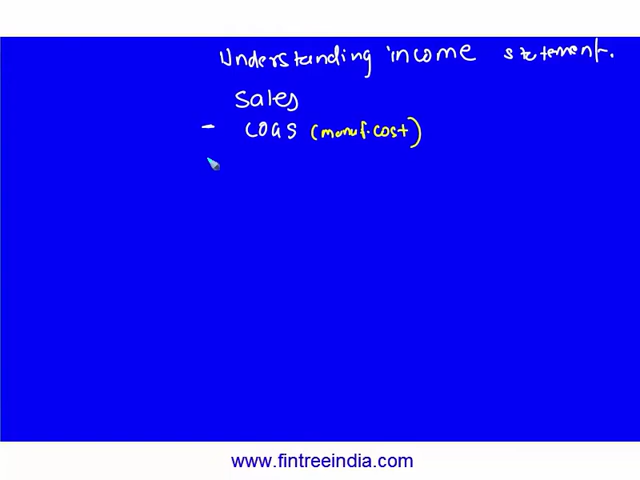 Understanding income statement.
Sales
- COGS (manuf. cost)
www.fintreeindia.com